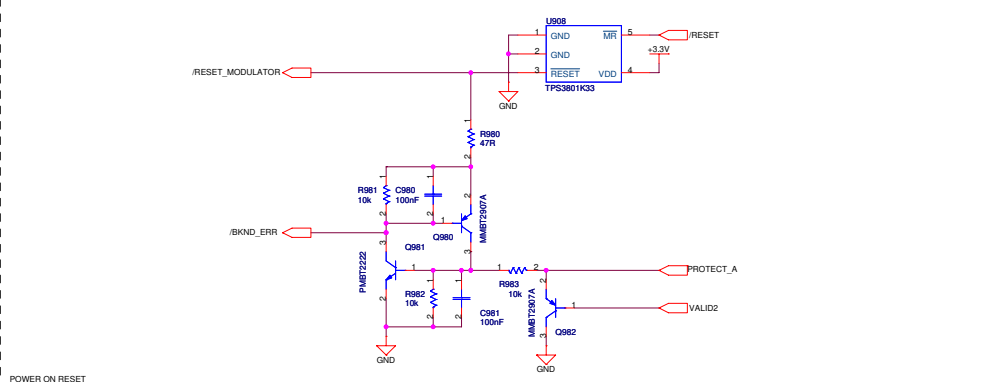 U908
1 GND MR 5 /RESET
2 GND +3.3V
/RESET_MODULATOR 3 RESET VDD 4
TPS3801K33
GND
1
R980
47R
2
1 1
R981 C980
10k 100nF
2 2
2
MMBT2907A
1
/BKND_ERR
Q980
3
3
Q981
PMBT2222
1
2
1 1
R982
10k
2 2
C981
100nF
1 2
R983
10k
PROTECT_A
2
MMBT2907A
1
VALID2
Q982
3
GND
GND
POWER ON RESET